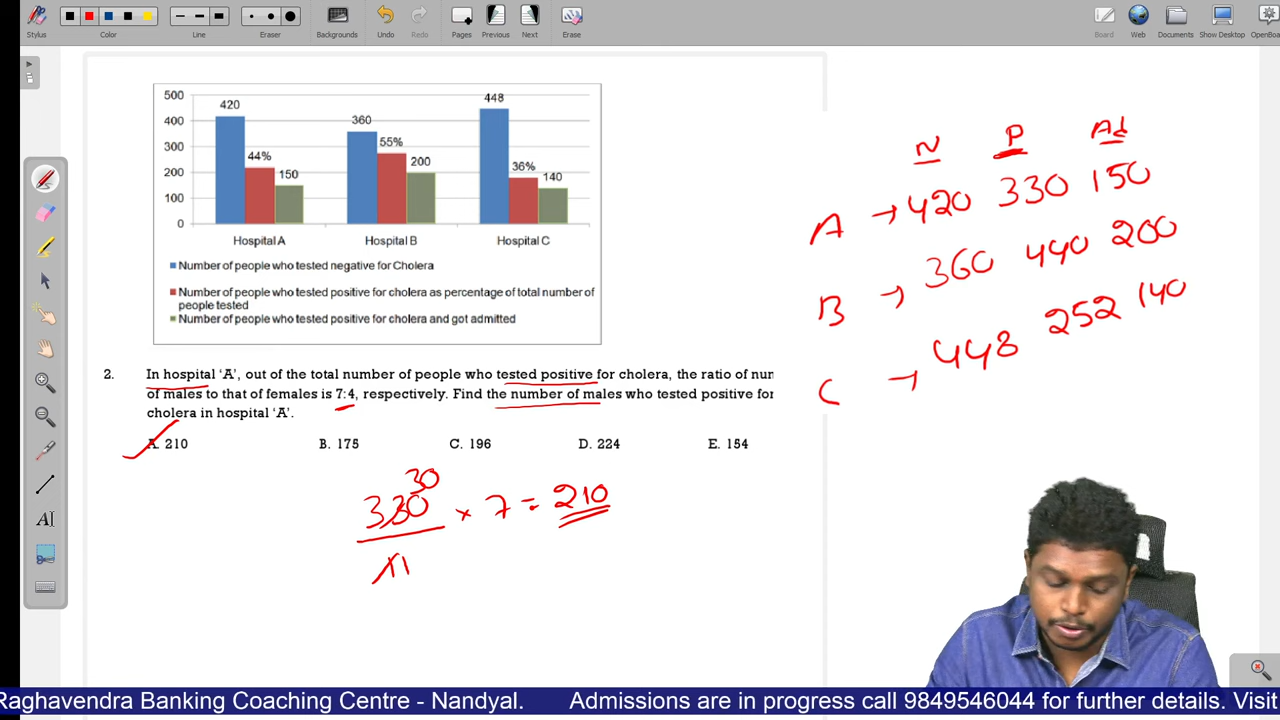 Stylus
Color
Line
Eraser
Backgrounds
Undo
Redo
Pages
Previous
Next
Erase
Board
Web
Documents
Show Desktop
OpenBoa
500
400
300
200
100
0
420
44%
150
360
55%
200
448
36%
140
Hospital A
Hospital B
Hospital C
Number of people who tested negative for Cholera
Number of people who tested positive for cholera as percentage of total number of
people tested
Number of people who tested positive for cholera and got admitted
N P Ad
A → 420 330 150
B → 360 440 200
C → 448 252 140
2. In hospital 'A', out of the total number of people who tested positive for cholera, the ratio of nur
of males to that of females is 7:4, respectively. Find the number of males who tested positive for
cholera in hospital 'A'.
A. 210 B. 175 C. 196 D. 224 E. 154
30
330 × 7 = 210
11
Raghavendra Banking Coaching Centre - Nandyal. Admissions are in progress call 9849546044 for further details. Visit